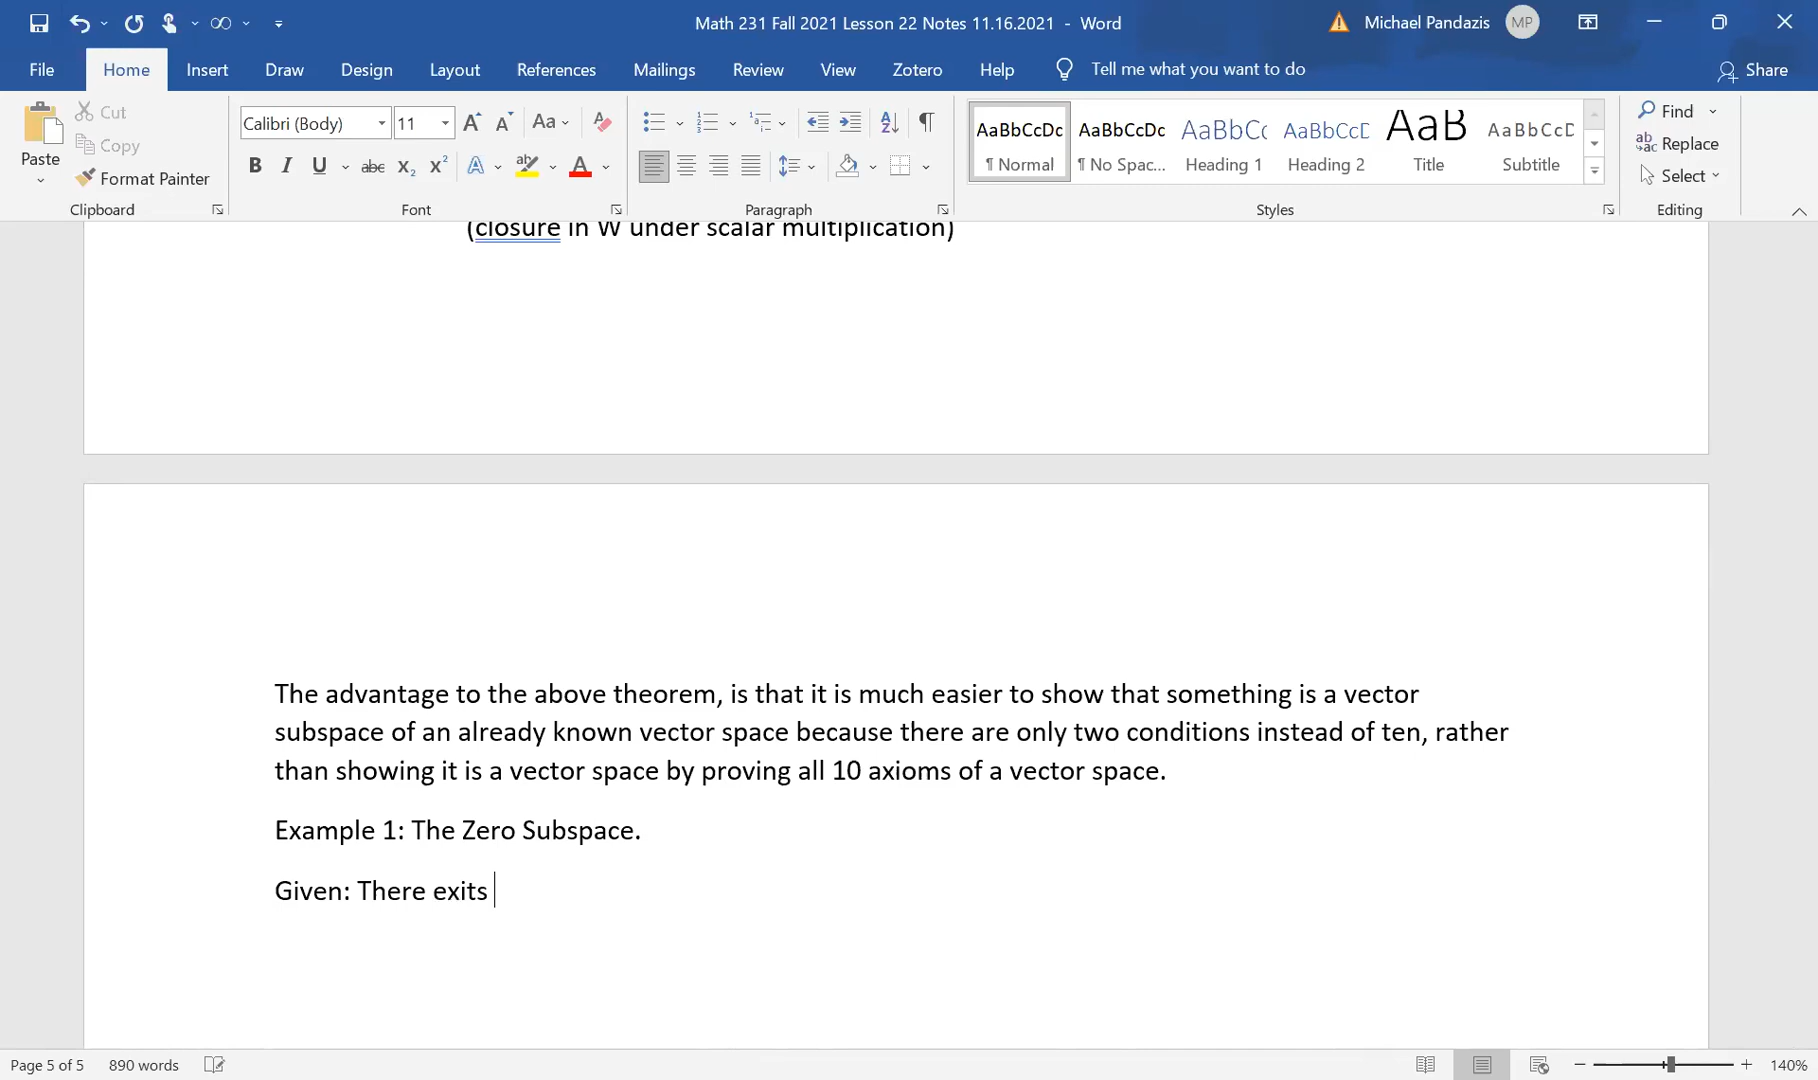 Math 231 Fall 2021 Lesson 22 Notes 11.16.2021 - Word
Michael Pandazis
MP
File Home Insert Draw Design Layout References Mailings Review View Zotero Help Tell me what you want to do
Share
Paste
Cut
Copy
Format Painter
Clipboard
Calibri (Body) 11
Font
Paragraph
AaBbCcDc AaBbCcDc AaBbCc AaBbCcD AaB AaBbCcD
¶ Normal ¶ No Spac... Heading 1 Heading 2 Title Subtitle
Styles
Find
Replace
Select
Editing
(closure in W under scalar multiplication)
The advantage to the above theorem, is that it is much easier to show that something is a vector
subspace of an already known vector space because there are only two conditions instead of ten, rather
than showing it is a vector space by proving all 10 axioms of a vector space.
Example 1: The Zero Subspace.
Given: There exits
Page 5 of 5 890 words
140%